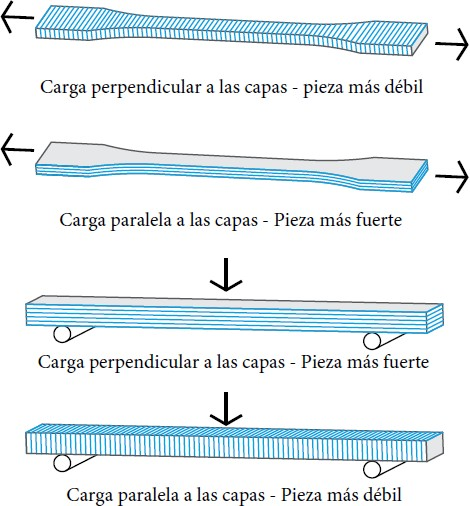 Carga perpendicular a las capas - pieza más débil
Carga paralela a las capas - Pieza más fuerte
Carga perpendicular a las capas - Pieza más fuerte
Carga paralela a las capas - Pieza más débil